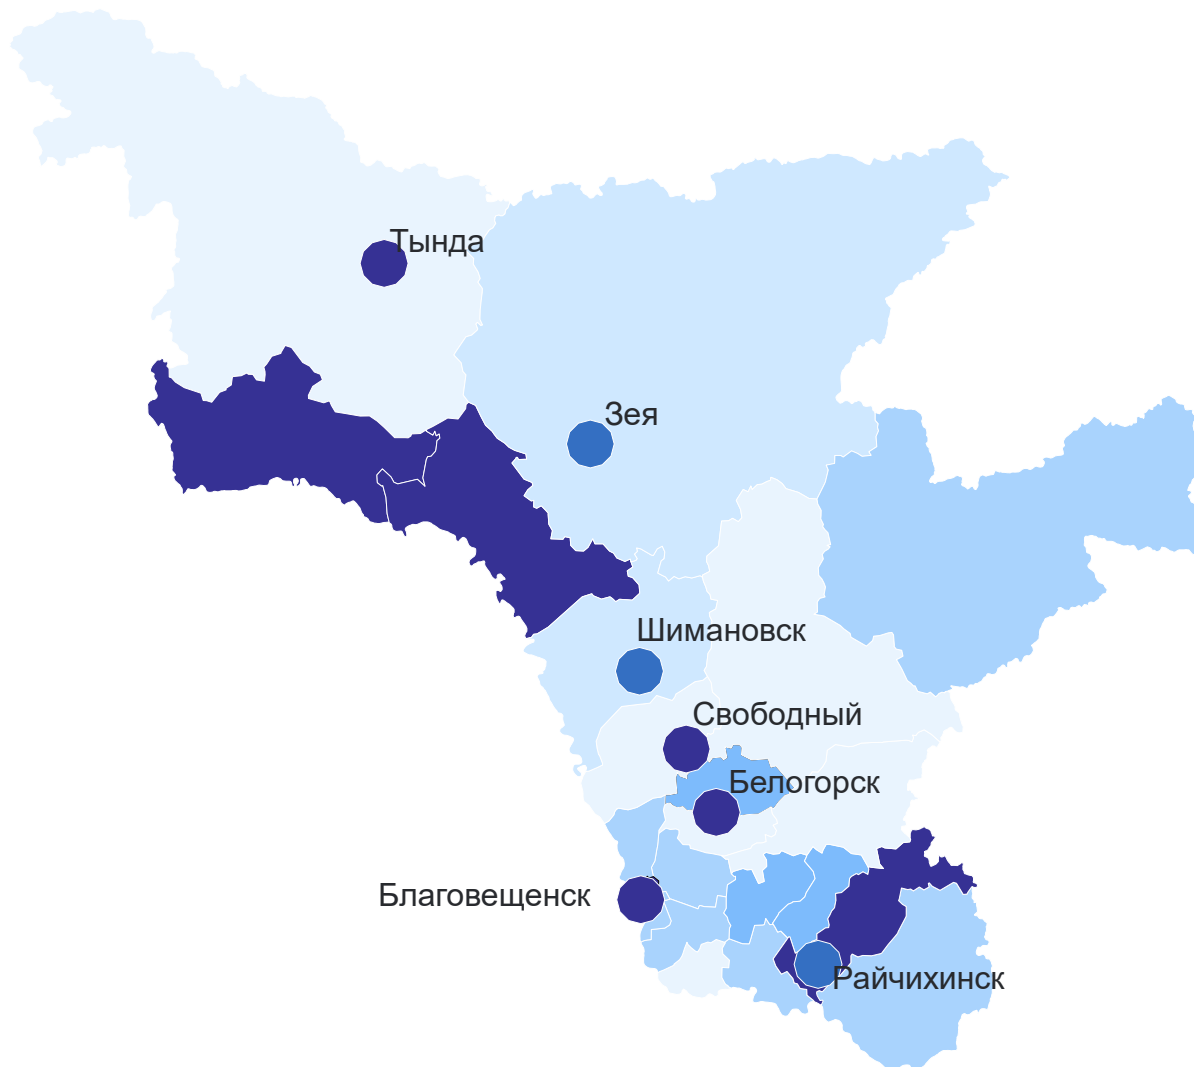 Тында
Зея
Шимановск
Свободный
Белогорск
Благовещенск
Райчихинск